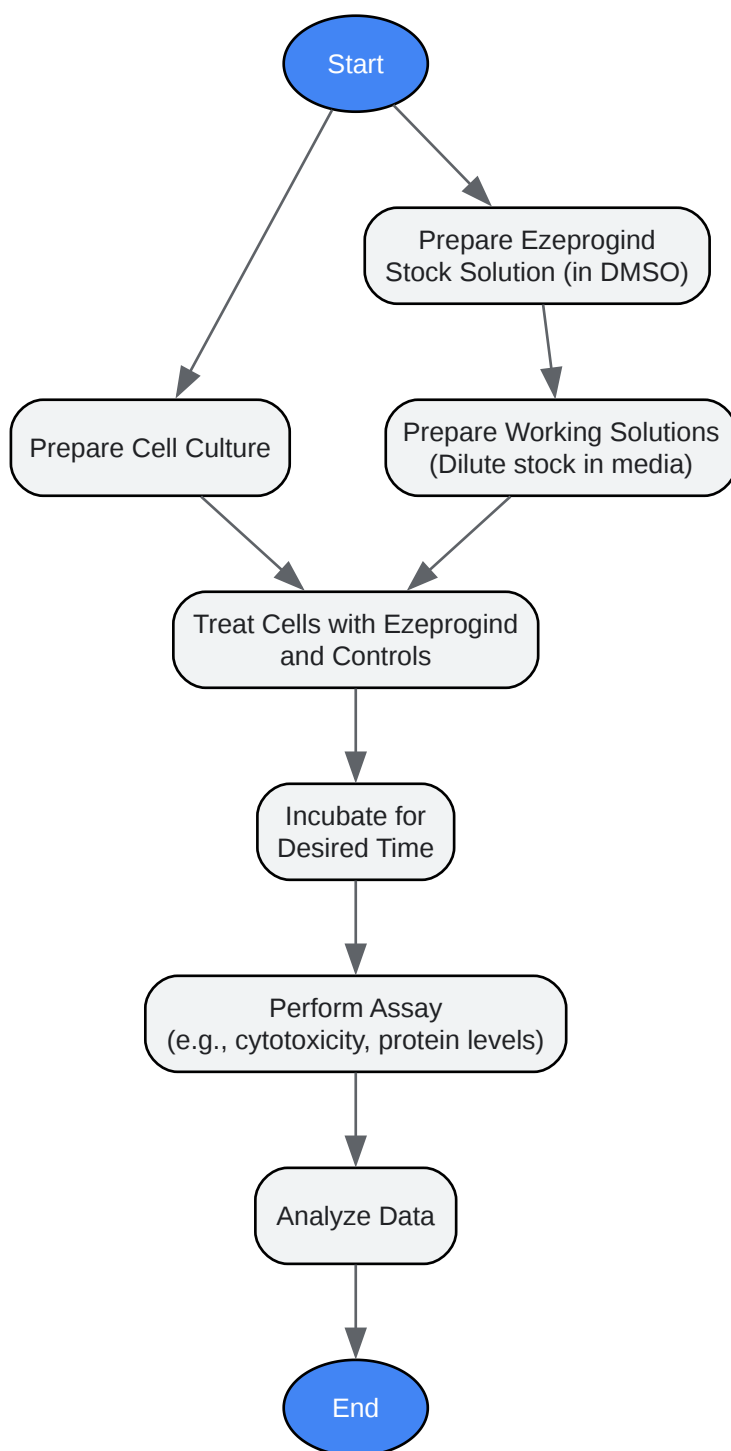 Start
Prepare Ezeprogind
Stock Solution (in DMSO)
Prepare Cell Culture
Prepare Working Solutions
(Dilute stock in media)
Treat Cells with Ezeprogind
and Controls
Incubate for
Desired Time
Perform Assay
(e.g., cytotoxicity, protein levels)
Analyze Data
End